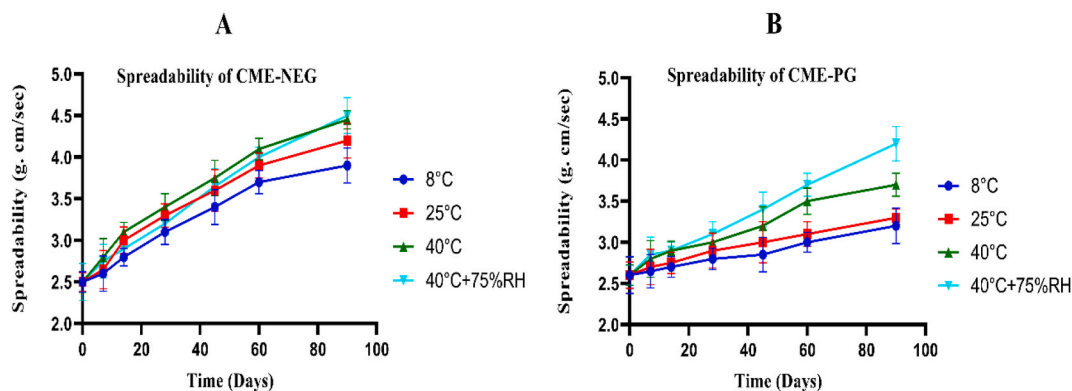 A
Spreadability of CME-NEG
Spreadability (g. cm/sec)
5.0
4.5
4.0
3.5
3.0
2.5
2.0
0 20 40 60 80 100
Time (Days)
8°C
25°C
40°C
40°C+75%RH
B
Spreadability of CME-PG
Spreadability (g. cm/sec)
5.0
4.5
4.0
3.5
3.0
2.5
2.0
0 20 40 60 80 100
Time (Days)
8°C
25°C
40°C
40°C+75%RH